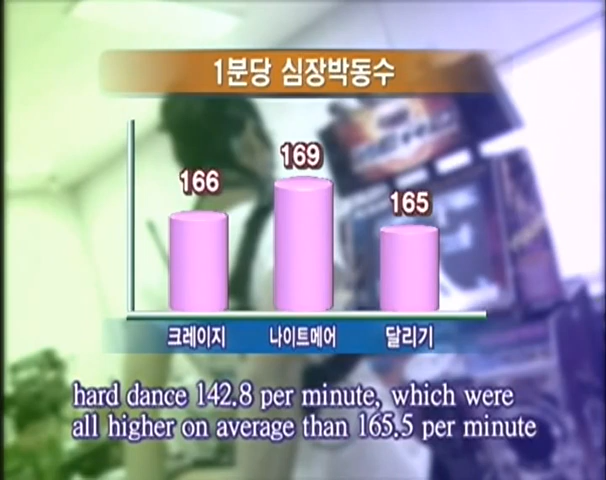 1분당 심장박동수
166
169
165
크레이지
나이트메어
달리기
hard dance 142.8 per minute, which were
all higher on average than 165.5 per minute